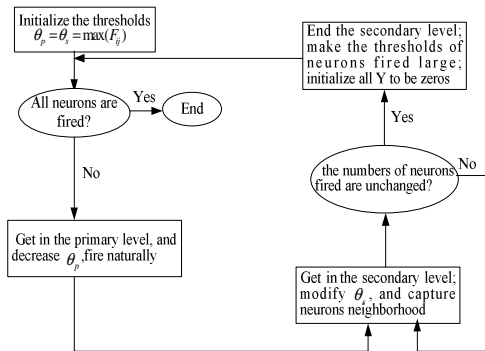 Initialize the thresholds
θp=θs=max(Fij)
All neurons are
fired?
Yes
End
No
Get in the primary level, and
decrease θp,fire naturally
End the secondary level;
make the thresholds of
neurons fired large;
initialize all Y to be zeros
Yes
the numbers of neurons
fired are unchanged?
No
Get in the secondary level;
modify θs, and capture
neurons neighborhood